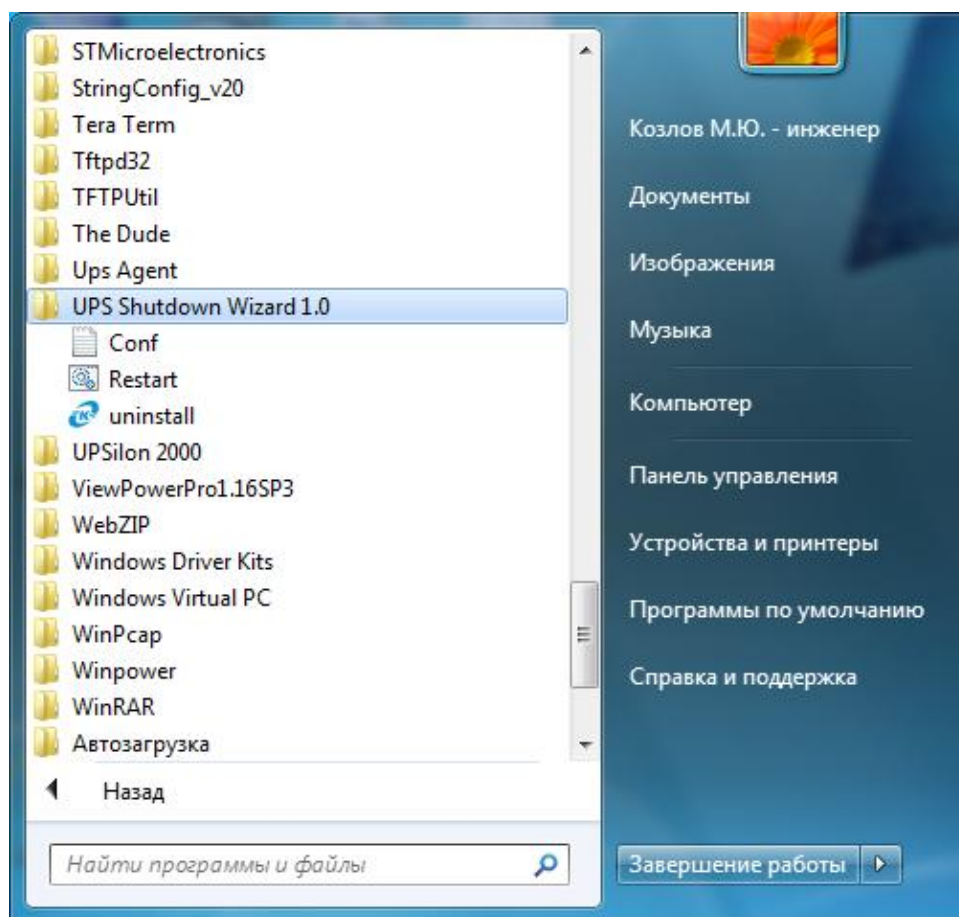 STMicroelectronics
StringConfig_v20
Tera Term
Tftpd32
TFTPUtil
The Dude
Ups Agent
UPS Shutdown Wizard 1.0
Conf
Restart
uninstall
UPSilon 2000
ViewPowerPro1.16SP3
WebZIP
Windows Driver Kits
Windows Virtual PC
WinPcap
Winpower
WinRAR
Автозагрузка
Назад
Найти программы и файлы
Козлов М.Ю. - инженер
Документы
Изображения
Музыка
Компьютер
Панель управления
Устройства и принтеры
Программы по умолчанию
Справка и поддержка
Завершение работы